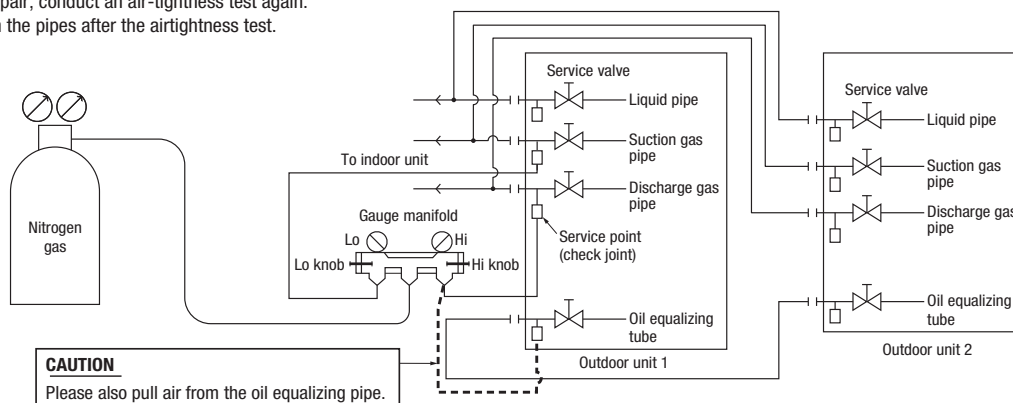 pair, conduct an air-tightness test again.
the pipes after the airtightness test.
Service valve
Liquid pipe
Suction gas
pipe
To indoor unit
Discharge gas
pipe
Gauge manifold
Lo
Hi
Lo knob
Hi knob
Service point
(check joint)
Nitrogen
gas
Oil equalizing
tube
Outdoor unit 1
Service valve
Liquid pipe
Suction gas
pipe
Discharge gas
pipe
Oil equalizing
tube
Outdoor unit 2
CAUTION
Please also pull air from the oil equalizing pipe.